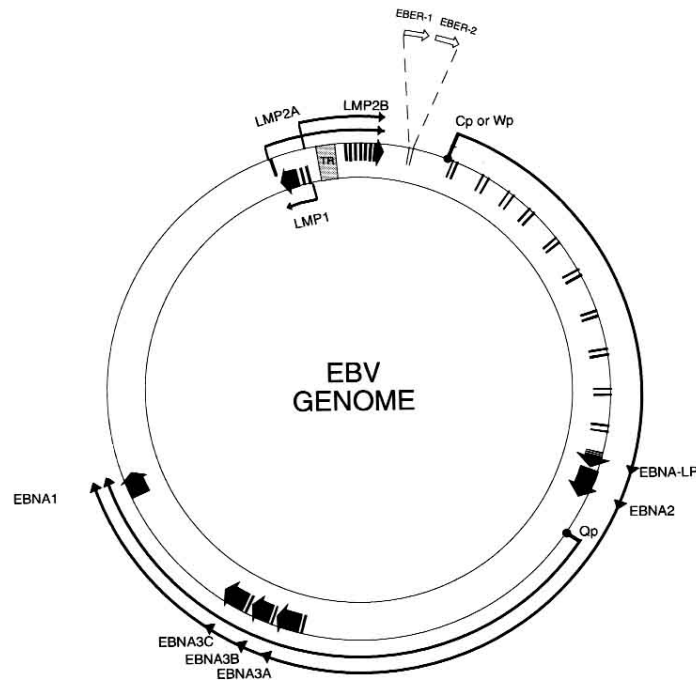 EBER-1
EBER-2
LMP2A
LMP2B
Cp or Wp
TR
LMP1
EBV
GENOME
EBNA-LP
EBNA1
EBNA2
Qp
EBNA3C
EBNA3B
EBNA3A